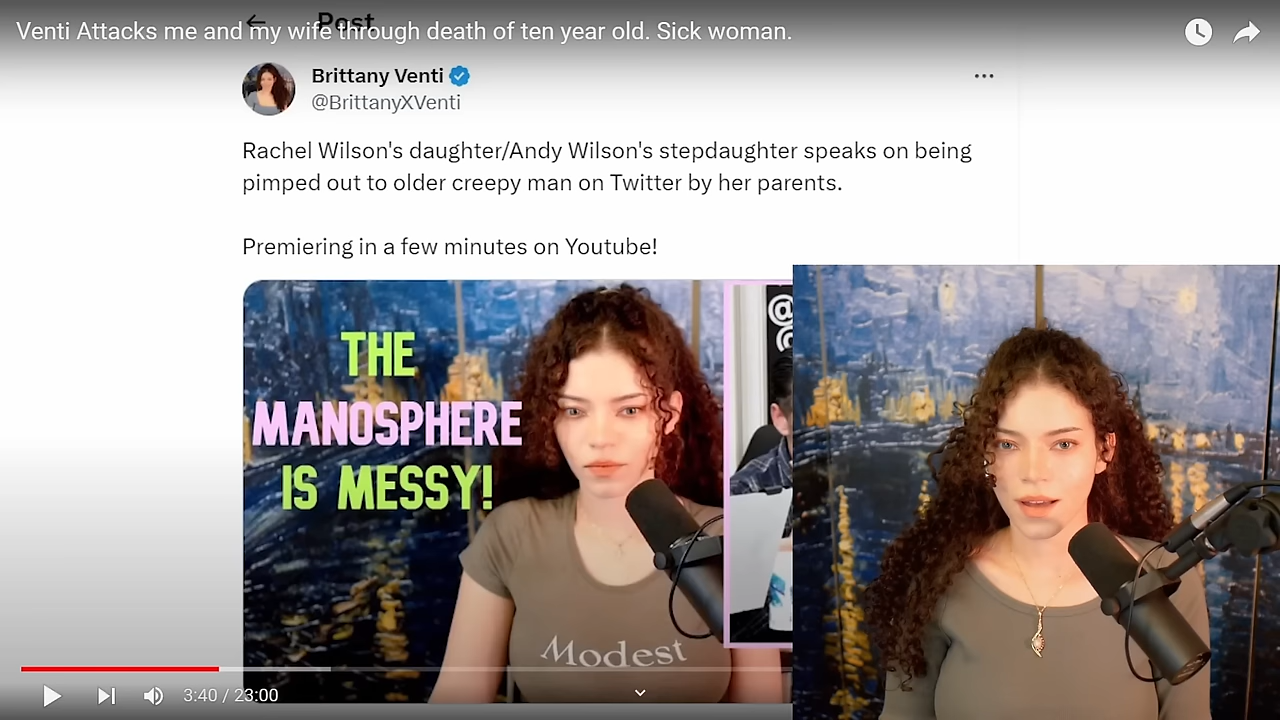 Post
Venti Attacks me and my wife through death of ten year old. Sick woman.
Brittany Venti
@BrittanyXVenti
Rachel Wilson's daughter/Andy Wilson's stepdaughter speaks on being
pimped out to older creepy man on Twitter by her parents.
Premiering in a few minutes on Youtube!
THE
MANOSPHERE
IS MESSY!
@
@
Modest
3:40 / 23:00